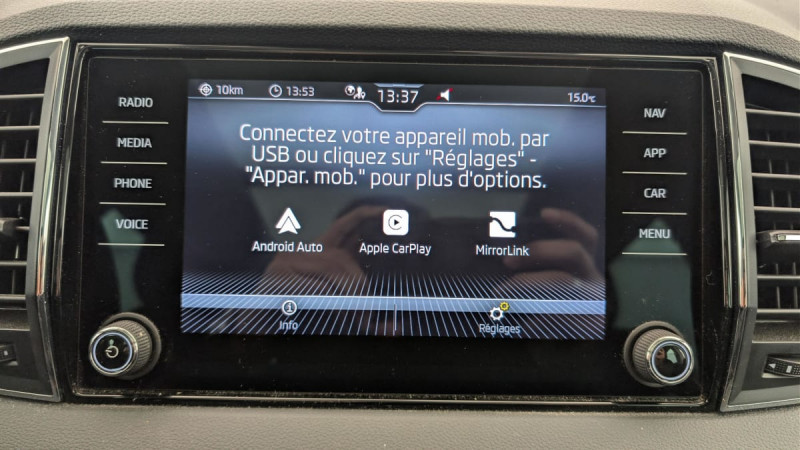 RADIO
MEDIA
PHONE
VOICE
10km
13:53
13:37
15.0°C
Connectez votre appareil mob. par
USB ou cliquez sur "Réglages" -
"Appar. mob." pour plus d'options.
Android Auto
Apple CarPlay
MirrorLink
Info
Réglages
NAV
APP
CAR
MENU